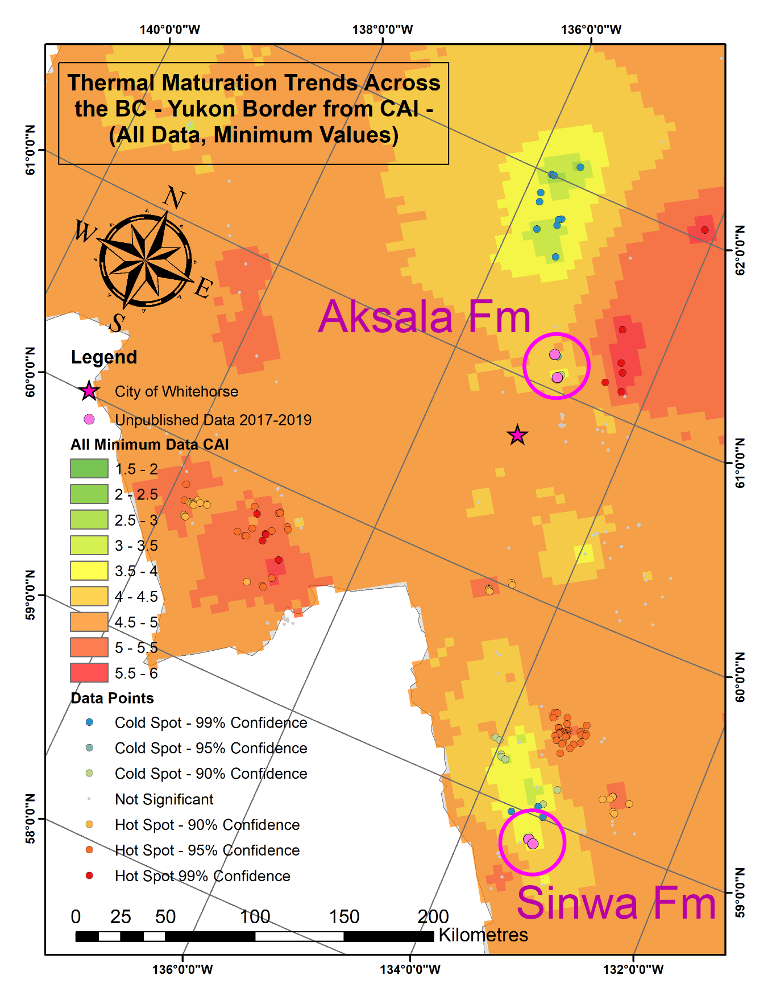 140°0'0"W
138°0'0"W
136°0'0"W
Thermal Maturation Trends Across
the BC - Yukon Border from CAI -
(All Data, Minimum Values)
61°0'0"N
60°0'0"N
59°0'0"N
58°0'0"N
N
W
E
S
62°0'0"N
61°0'0"N
60°0'0"N
59°0'0"N
Aksala Fm
Legend
City of Whitehorse
Unpublished Data 2017-2019
All Minimum Data CAI
1.5 - 2
2 - 2.5
2.5 - 3
3 - 3.5
3.5 - 4
4 - 4.5
4.5 - 5
5 - 5.5
5.5 - 6
Data Points
Cold Spot - 99% Confidence
Cold Spot - 95% Confidence
Cold Spot - 90% Confidence
Not Significant
Hot Spot - 90% Confidence
Hot Spot - 95% Confidence
Hot Spot 99% Confidence
Sinwa Fm
0 25 50 100 150 200
Kilometres
136°0'0"W
134°0'0"W
132°0'0"W